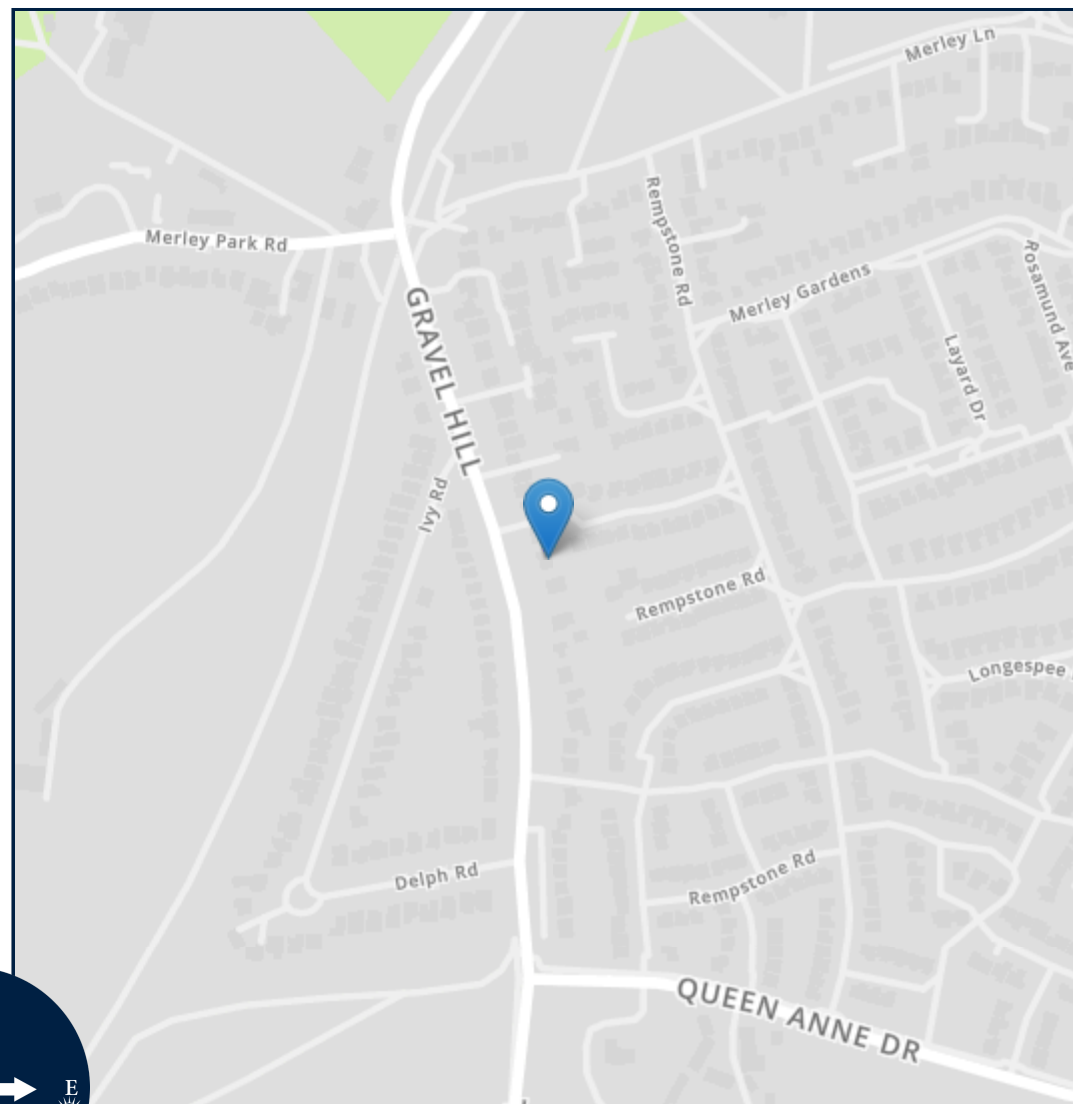 Merley Ln
Rempstone Rd
Merley Park Rd
Merley Gardens
Rosamund Ave
GRAVEL HILL
Layard Dr
Ivy Rd
Rempstone Rd
Longespee
Delph Rd
Rempstone Rd
QUEEN ANNE DR
E